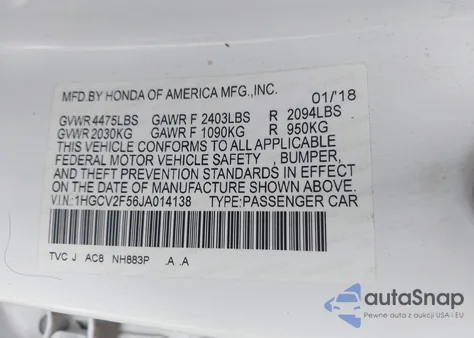 MFD.BY HONDA OF AMERICA MFG.,INC. 01/'18
GVWR 4475LBS GAWR F 2403LBS R 2094LBS
GVWR 2030KG GAWR F 1090KG R 950KG
THIS VEHICLE CONFORMS TO ALL APPLICABLE
FEDERAL MOTOR VEHICLE SAFETY , BUMPER,
AND THEFT PREVENTION STANDARDS IN EFFECT
ON THE DATE OF MANUFACTURE SHOWN ABOVE.
V.I.N.:1HGCV2F56JA014138 TYPE:PASSENGER CAR
TVC J AC8 NH883P .A .A
autoSnap
Pewne auta z aukcji USA i EU